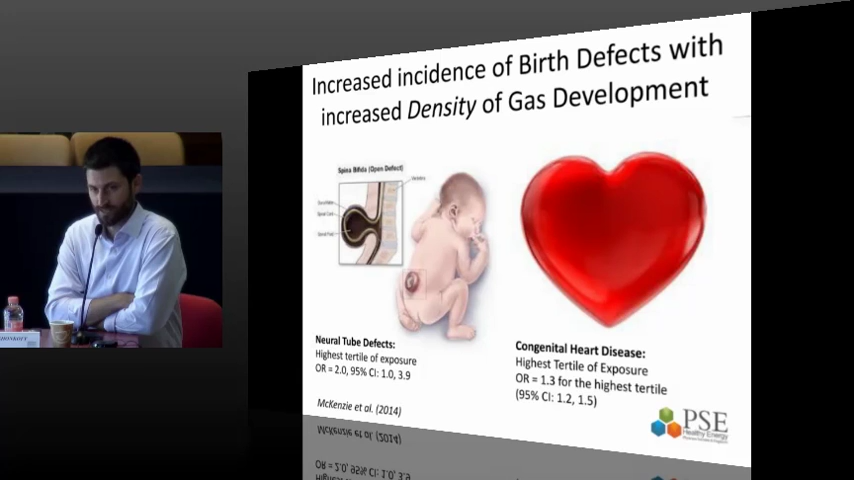 Increased incidence of Birth Defects with
increased Density of Gas Development
Spina Bifida (Open Defect)
Neural Tube Defects:
Highest tertile of exposure
OR = 2.0, 95% CI: 1.0, 3.9
McKenzie et al. (2014)
Congenital Heart Disease:
Highest Tertile of Exposure
OR = 1.3 for the highest tertile
(95% CI: 1.2, 1.5)
PSE
Healthy Energy